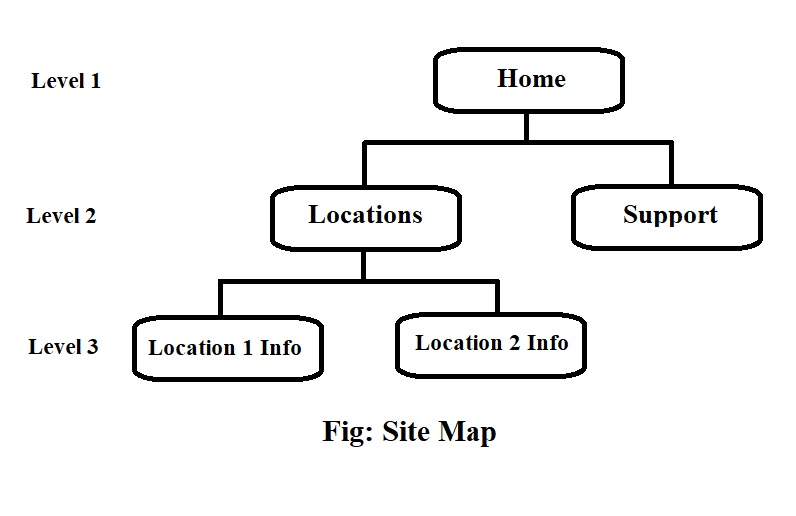 Level 1
Home
Level 2
Locations
Support
Level 3
Location 1 Info
Location 2 Info
Fig: Site Map